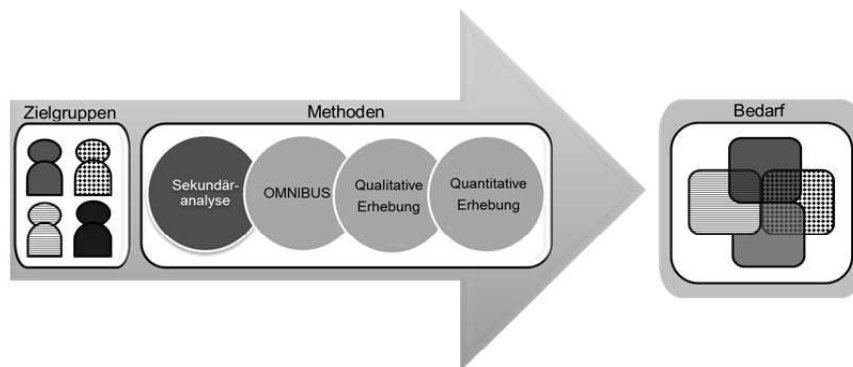 Zielgruppen
Methoden
Bedarf
Sekundär-
analyse
OMNIBUS
Qualitative
Erhebung
Quantitative
Erhebung